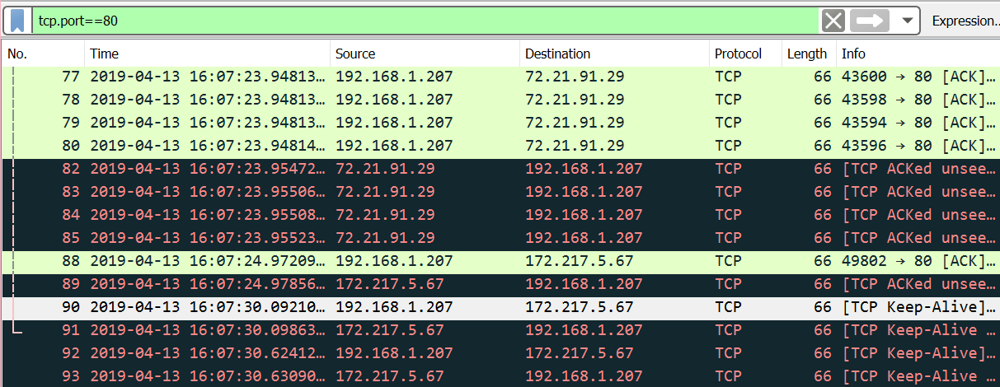 tcp.port==80 Expression..
No. Time Source Destination Protocol Length Info
77 2019-04-13 16:07:23.94813… 192.168.1.207 72.21.91.29 TCP 66 43600 → 80 [ACK]…
78 2019-04-13 16:07:23.94813… 192.168.1.207 72.21.91.29 TCP 66 43598 → 80 [ACK]…
79 2019-04-13 16:07:23.94813… 192.168.1.207 72.21.91.29 TCP 66 43594 → 80 [ACK]…
80 2019-04-13 16:07:23.94814… 192.168.1.207 72.21.91.29 TCP 66 43596 → 80 [ACK]…
82 2019-04-13 16:07:23.95472… 72.21.91.29 192.168.1.207 TCP 66 [TCP ACKed unsee…
83 2019-04-13 16:07:23.95506… 72.21.91.29 192.168.1.207 TCP 66 [TCP ACKed unsee…
84 2019-04-13 16:07:23.95508… 72.21.91.29 192.168.1.207 TCP 66 [TCP ACKed unsee…
85 2019-04-13 16:07:23.95523… 72.21.91.29 192.168.1.207 TCP 66 [TCP ACKed unsee…
88 2019-04-13 16:07:24.97209… 192.168.1.207 172.217.5.67 TCP 66 49802 → 80 [ACK]…
89 2019-04-13 16:07:24.97856… 172.217.5.67 192.168.1.207 TCP 66 [TCP ACKed unsee…
90 2019-04-13 16:07:30.09210… 192.168.1.207 172.217.5.67 TCP 66 [TCP Keep-Alive]…
91 2019-04-13 16:07:30.09863… 172.217.5.67 192.168.1.207 TCP 66 [TCP Keep-Alive …
92 2019-04-13 16:07:30.62412… 192.168.1.207 172.217.5.67 TCP 66 [TCP Keep-Alive]…
93 2019-04-13 16:07:30.63090… 172.217.5.67 192.168.1.207 TCP 66 [TCP Keep-Alive …